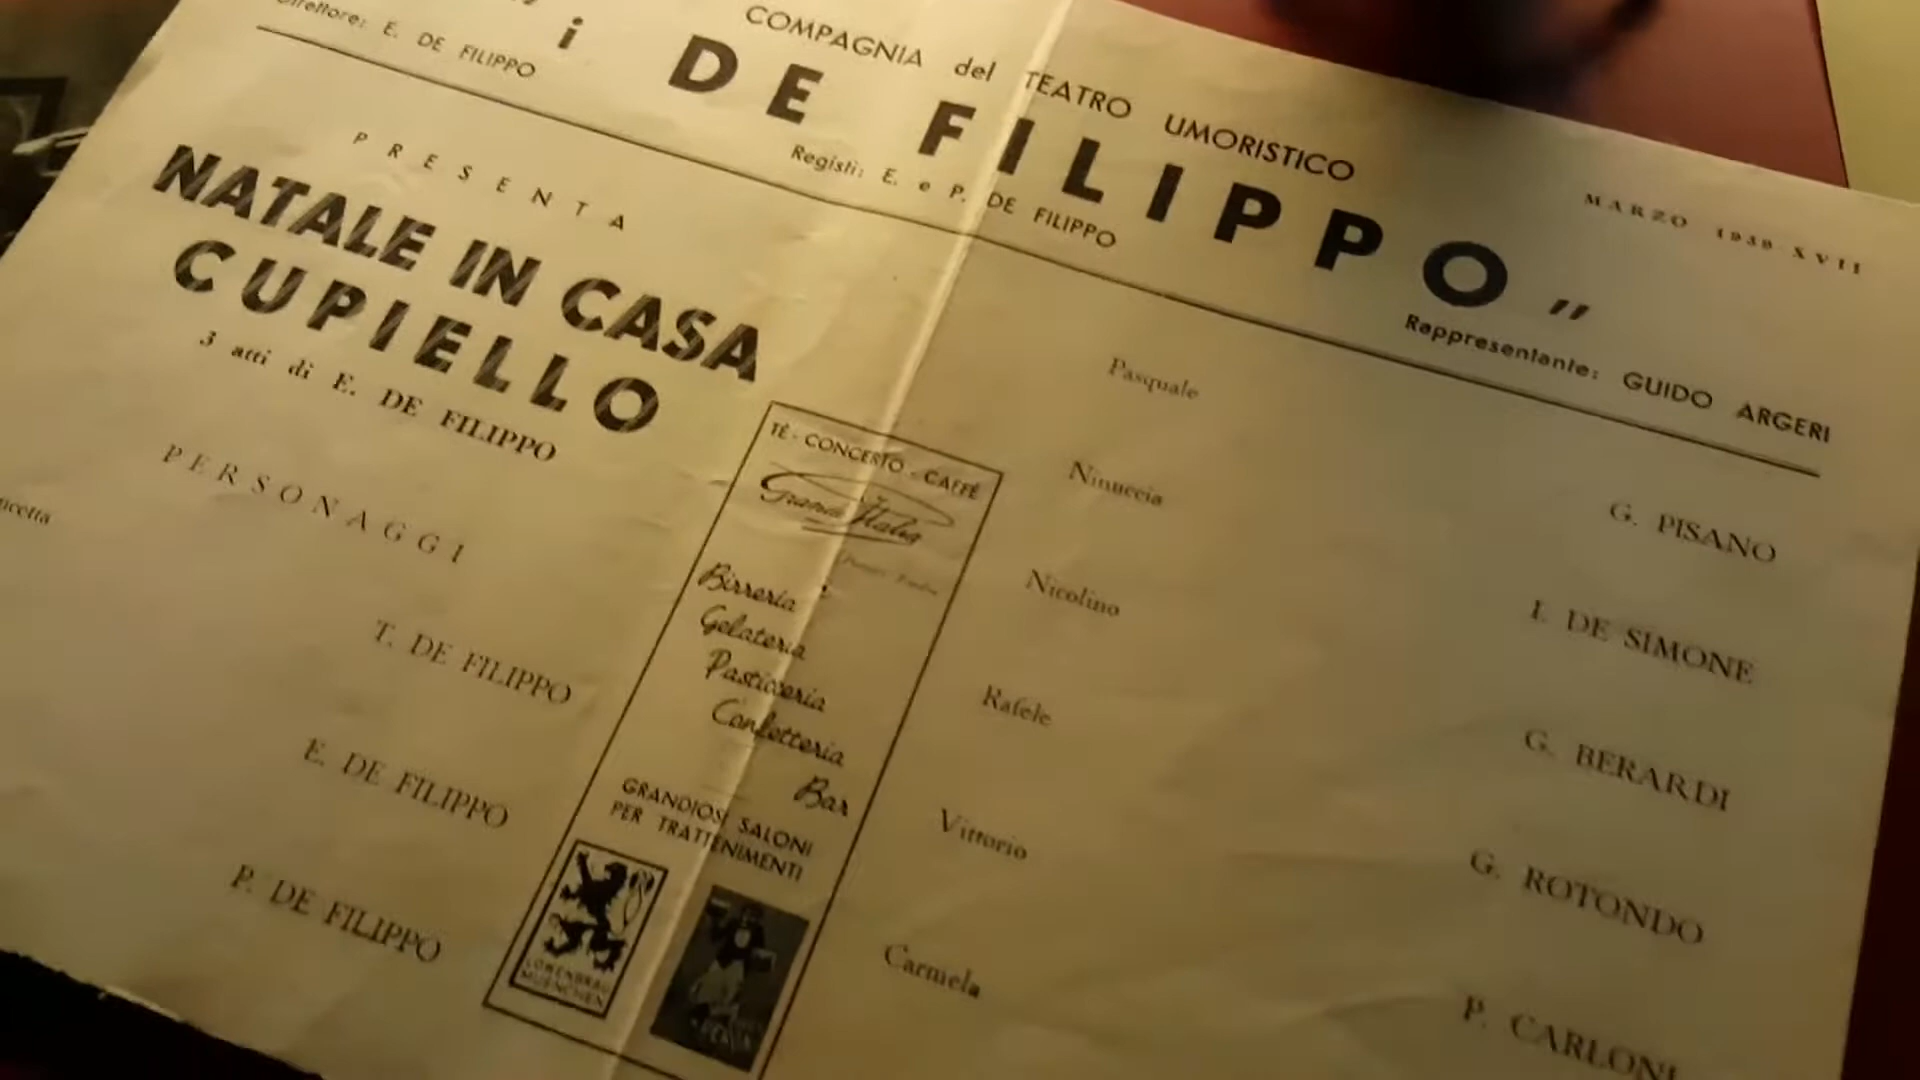 COMPAGNIA del TEATRO UMORISTICO
i DE FILIPPO"
Direttore: E. DE FILIPPO
Registi: E. e P. DE FILIPPO
Rappresentante: GUIDO ARGERI
MARZO 1939 - XVII
PRESENTA
NATALE IN CASA
CUPIELLO
3 atti di E. DE FILIPPO
PERSONAGGI
T. DE FILIPPO
E. DE FILIPPO
P. DE FILIPPO
TÈ - CONCERTO - CAFFÈ
Grand'Italia
Birreria
Gelateria
Pasticceria
Confetteria
Bar
GRANDIOSI SALONI
PER TRATTENIMENTI
LÖWENBRÄU
MUENCHEN
Pasquale
G. PISANO
Ninuccia
I. DE SIMONE
Nicolino
G. BERARDI
Rafele
G. ROTONDO
Vittorio
P. CARLONI
Carmela